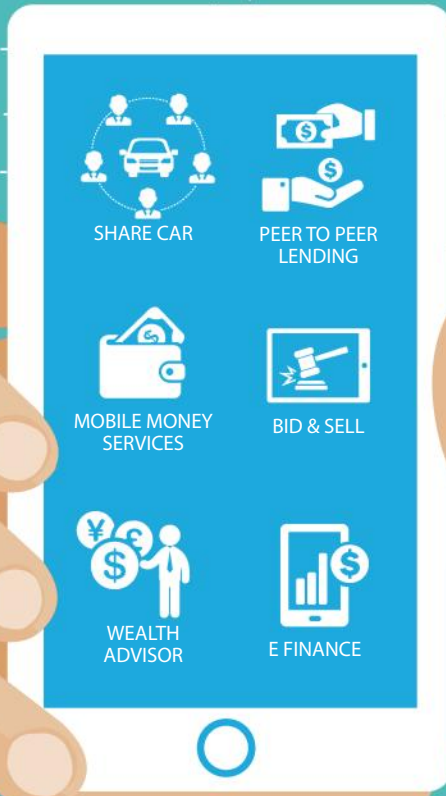 SHARE CAR
PEER TO PEER
LENDING
MOBILE MONEY
SERVICES
BID & SELL
WEALTH
ADVISOR
E FINANCE